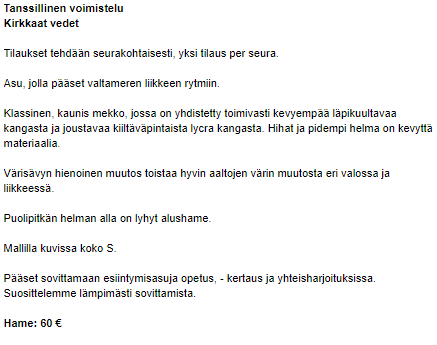 Tanssillinen voimistelu
Kirkkaat vedet
Tilaukset tehdään seurakohtaisesti, yksi tilaus per seura.
Asu, jolla pääset valtameren liikkeen rytmiin.
Klassinen, kaunis mekko, jossa on yhdistetty toimivasti kevyempää läpikuultavaa
kangasta ja joustavaa kiiltäväpintaista lycra kangasta. Hihat ja pidempi helma on kevyttä
materiaalia.
Värisävyn hienoinen muutos toistaa hyvin aaltojen värin muutosta eri valossa ja
liikkeessä.
Puolipitkän helman alla on lyhyt alushame.
Mallilla kuvissa koko S.
Pääset sovittamaan esiintymisasuja opetus, - kertaus ja yhteisharjoituksissa.
Suosittelemme lämpimästi sovittamista.
Hame: 60 €